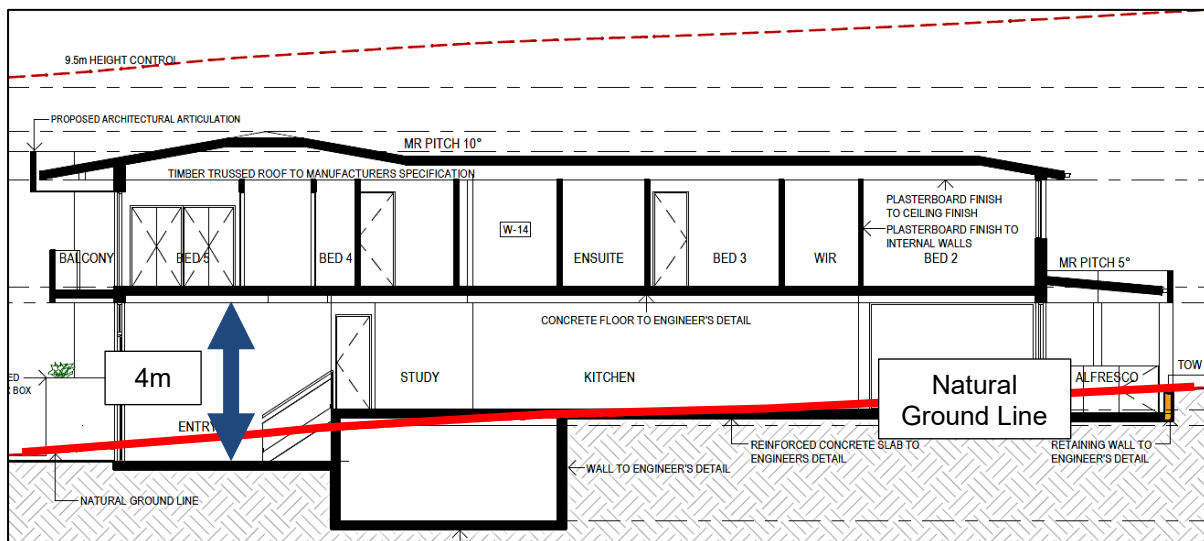 9.5m HEIGHT CONTROL
PROPOSED ARCHITECTURAL ARTICULATION
MR PITCH 10°
TIMBER TRUSSED ROOF TO MANUFACTURERS SPECIFICATION
PLASTERBOARD FINISH
TO CEILING FINISH
PLASTERBOARD FINISH TO
INTERNAL WALLS
W-14
BALCONY
BED 5
BED 4
ENSUITE
BED 3
WIR
BED 2
MR PITCH 5°
CONCRETE FLOOR TO ENGINEER'S DETAIL
4m
STUDY
KITCHEN
Natural
Ground Line
ALFRESCO
TOW
ED
BOX
ENTRY
REINFORCED CONCRETE SLAB TO
ENGINEERS DETAIL
RETAINING WALL TO
ENGINEER'S DETAIL
WALL TO ENGINEER'S DETAIL
NATURAL GROUND LINE